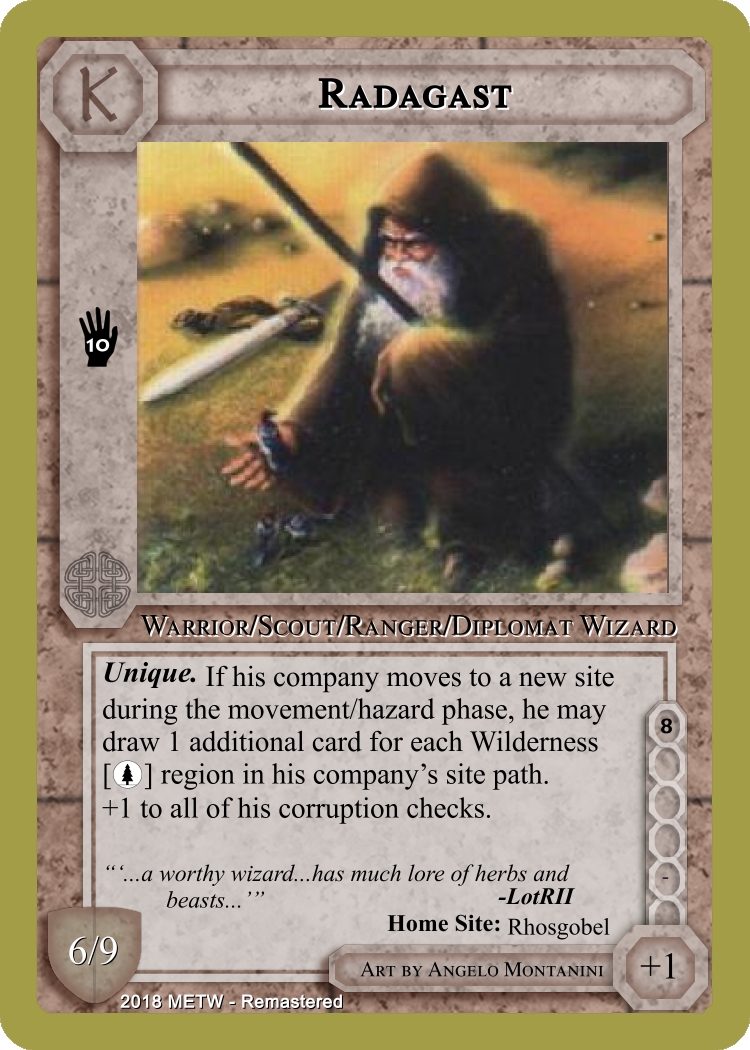 K
RADAGAST
10
WARRIOR/SCOUT/RANGER/DIPLOMAT WIZARD
Unique. If his company moves to a new site
during the movement/hazard phase, he may
draw 1 additional card for each Wilderness
[ ] region in his company’s site path.
+1 to all of his corruption checks.
8
-
“‘...a worthy wizard...has much lore of herbs and
beasts...’”
-LotRII
Home Site: Rhosgobel
6/9
ART BY ANGELO MONTANINI
+1
2018 METW - Remastered